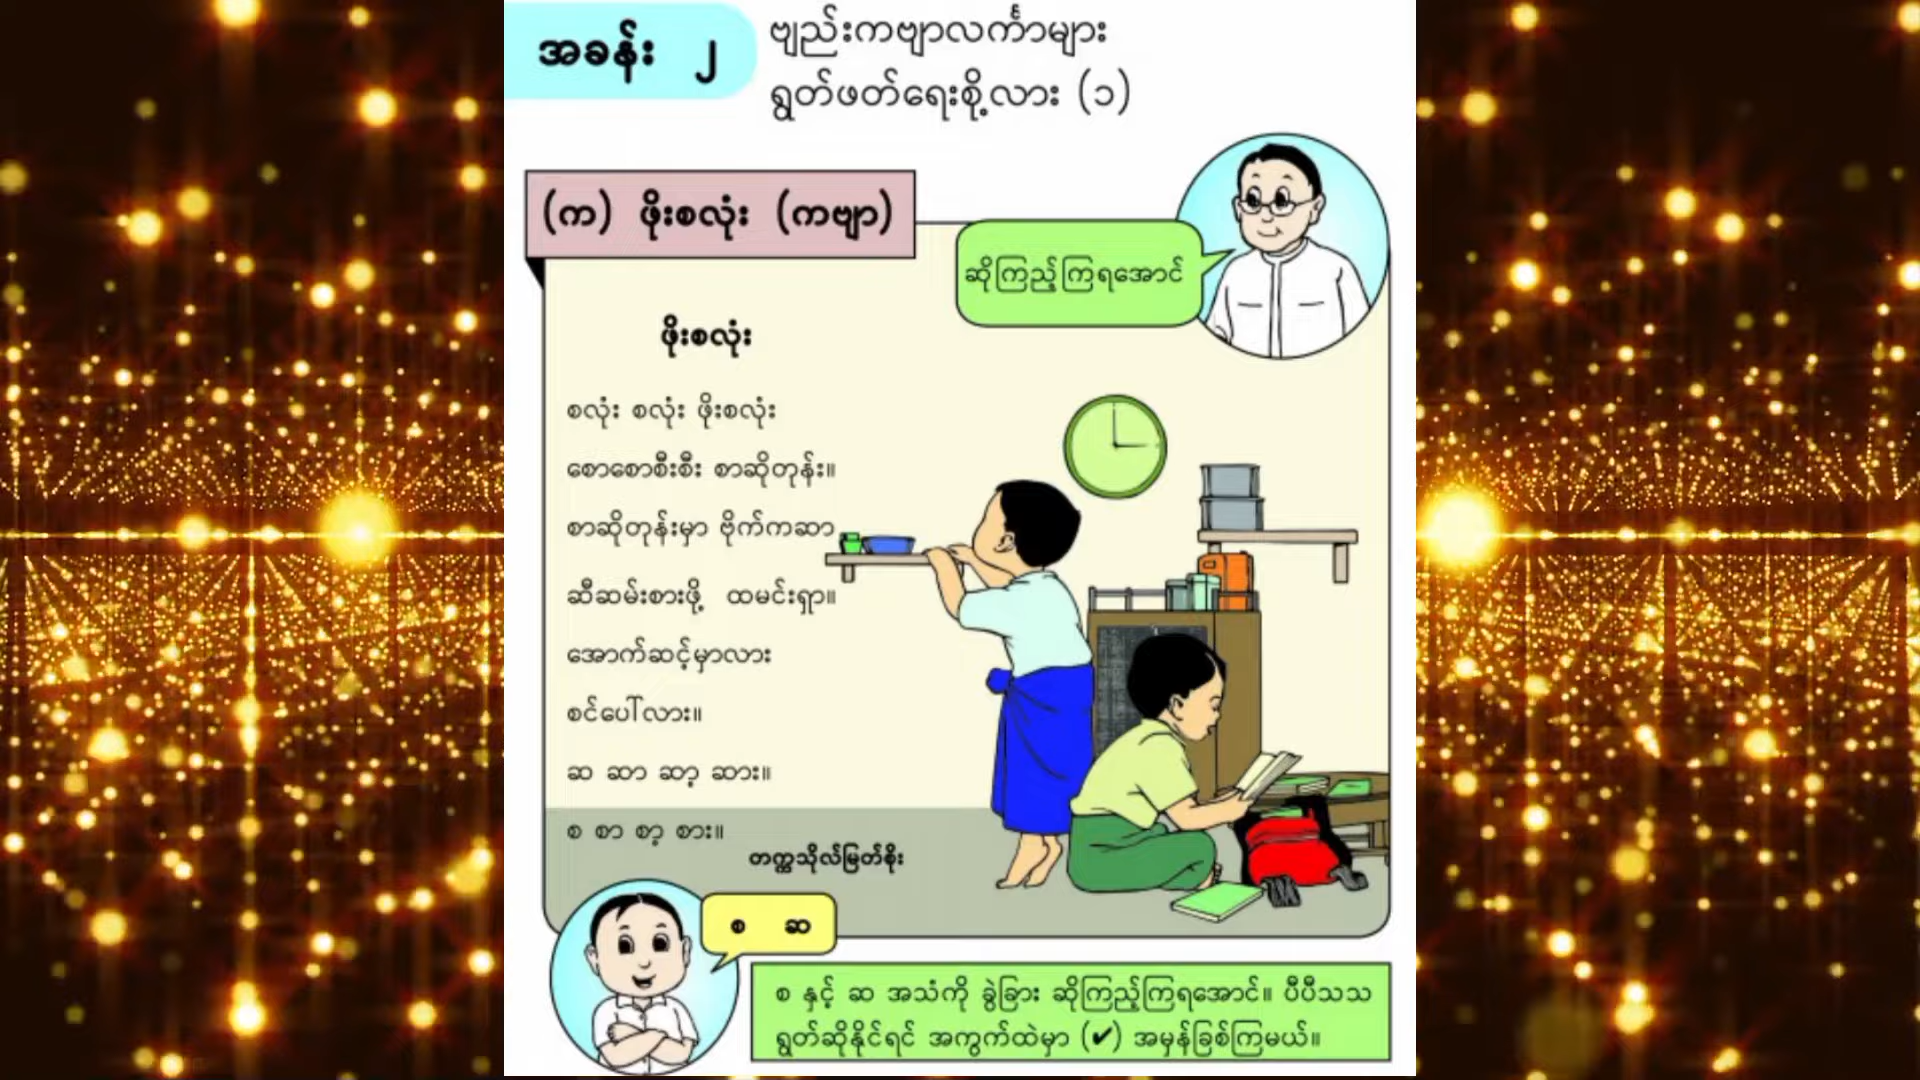 အခန်း ၂
ဗျည်းကဗျာလင်္ကာများ
ရွတ်ဖတ်ရေးစို့လား (၁)
(က) ဖိုးစလုံး (ကဗျာ)
ဆိုကြည့်ကြရအောင်
ဖိုးစလုံး
စလုံး စလုံး ဖိုးစလုံး
စောစောစီးစီး စာဆိုတုန်း။
စာဆိုတုန်းမှာ ဗိုက်ကဆာ
ဆီဆမ်းစားဖို့ ထမင်းရှာ။
အောက်ဆင့်မှာလား
စင်ပေါ်လား။
ဆ ဆာ ဆာ့ ဆား။
စ စာ စာ့ စား။
တက္ကသိုလ်မြတ်စိုး
စ ဆ
စ နှင့် ဆ အသံကို ခွဲခြား ဆိုကြည့်ကြရအောင်။ ပီပီသသ
ရွတ်ဆိုနိုင်ရင် အကွက်ထဲမှာ (✔) အမှန်ခြစ်ကြမယ်။